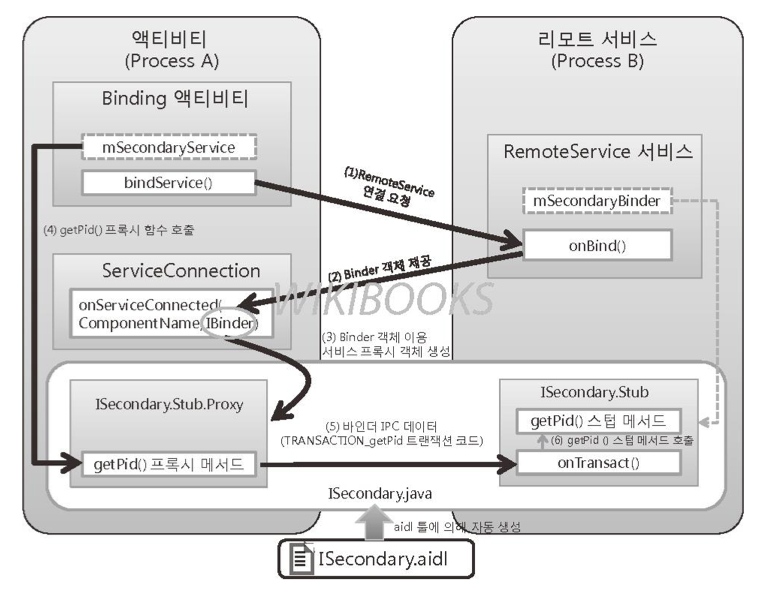 액티비티
(Process A)
리모트 서비스
(Process B)
Binding 액티비티
mSecondaryService
bindService()
(1)RemoteService
연결 요청
RemoteService 서비스
mSecondaryBinder
onBind()
(4) getPid() 프록시 함수 호출
(2) Binder 객체 제공
ServiceConnection
onServiceConnected(
ComponentName, IBinder)
WIKIBOOKS
(3) Binder 객체 이용
서비스 프록시 객체 생성
ISecondary.Stub.Proxy
getPid() 프록시 메서드
(5) 바인더 IPC 데이터
(TRANSACTION_getPid 트랜잭션 코드)
ISecondary.Stub
getPid() 스텁 메서드
(6) getPid () 스텁 메서드 호출
onTransact()
ISecondary.java
aidl 툴에 의해 자동 생성
ISecondary.aidl